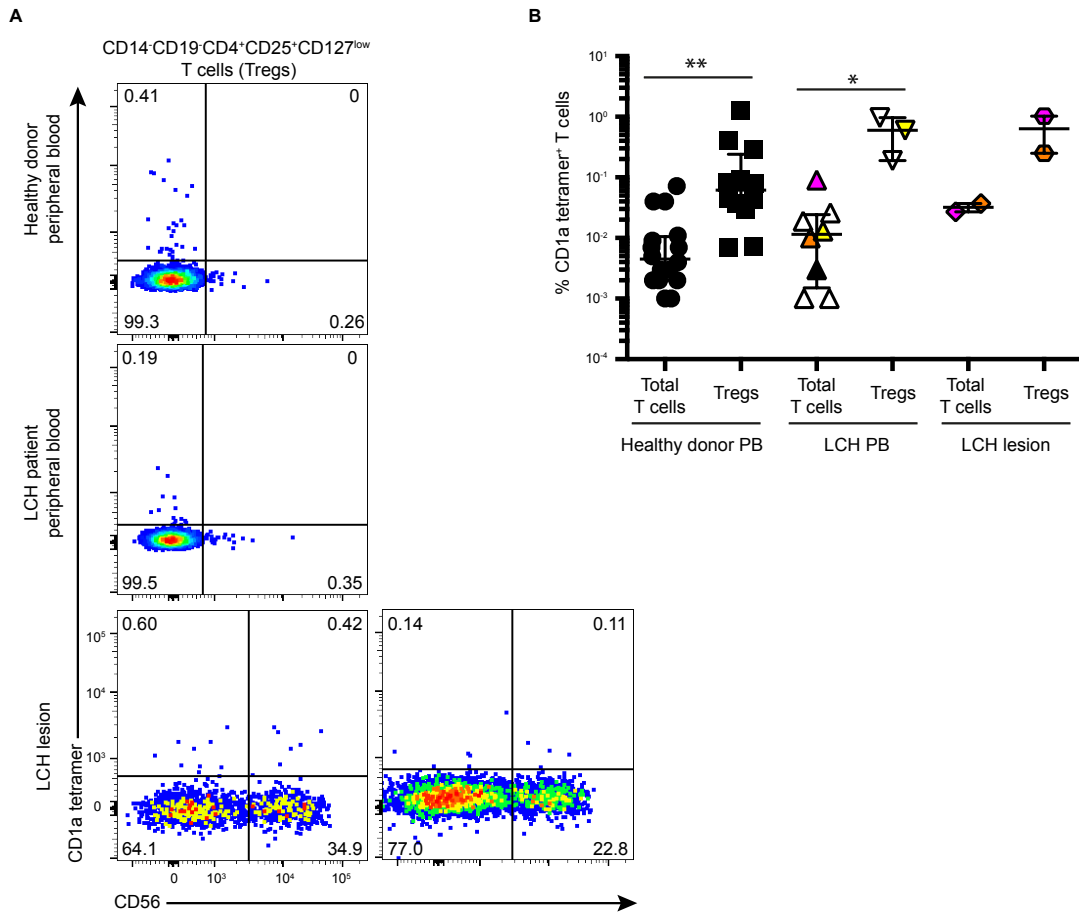 A
CD14-CD19-CD4+CD25+CD127low
T cells (Tregs)
Healthy donor
peripheral blood
0.41 0
99.3 0.26
LCH patient
peripheral blood
0.19 0
99.5 0.35
LCH lesion
CD1a tetramer
0.60 0.42
10⁵
10⁴
10³
0
64.1 34.9
0 10³ 10⁴ 10⁵
0.14 0.11
77.0 22.8
CD56
B
% CD1a tetramer+ T cells
10¹
10⁰
10⁻¹
10⁻²
10⁻³
10⁻⁴
** *
Total
T cells
Tregs
Total
T cells
Tregs
Total
T cells
Tregs
Healthy donor PB
LCH PB
LCH lesion